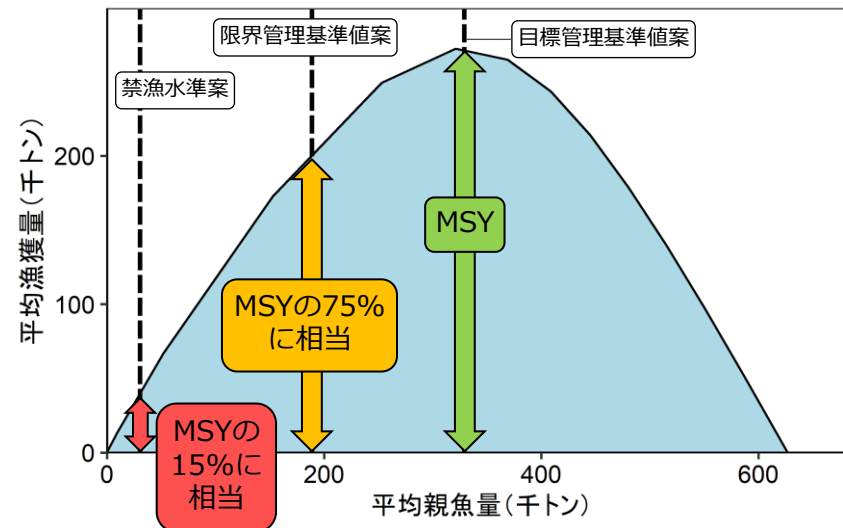 限界管理基準値案
目標管理基準値案
禁漁水準案
平均漁獲量（千トン）
200
100
0
MSY
MSYの75%
に相当
MSYの
15%に
相当
0
200
400
600
平均親魚量（千トン）